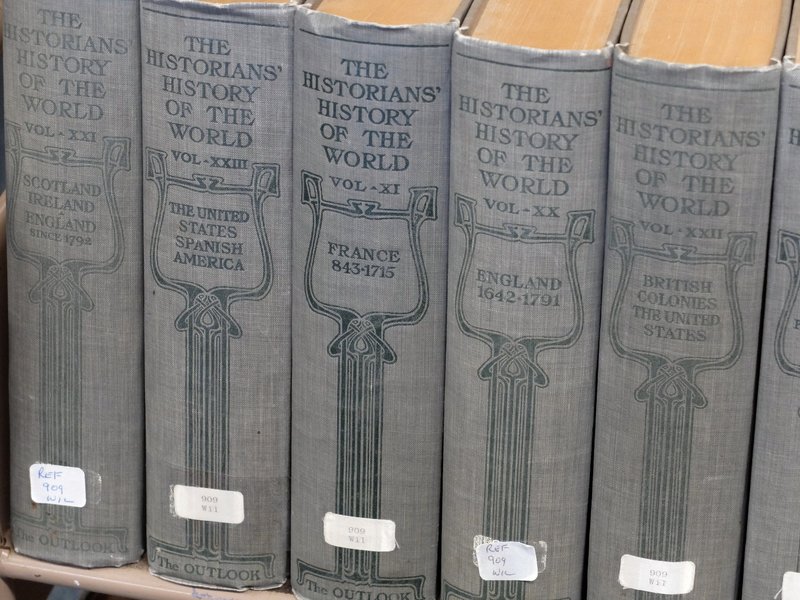 THE
HISTORIANS'
HISTORY
OF THE
WORLD
VOL-XXI
SCOTLAND
IRELAND
ENGLAND
SINCE 1792
REF
909
WIL
The OUTLOOK
THE
HISTORIANS'
HISTORY
OF THE
WORLD
VOL-XXIII
THE UNITED
STATES
SPANISH
AMERICA
909
Wil
The OUTLOOK
THE
HISTORIANS'
HISTORY
OF THE
WORLD
VOL-XI
FRANCE
843-1715
909
Wil
The OUTLOOK
THE
HISTORIANS'
HISTORY
OF THE
WORLD
VOL-XX
ENGLAND
1642-1791
REF
909
WIL
THE
HISTORIANS'
HISTORY
OF THE
WORLD
VOL-XXII
BRITISH
COLONIES
THE UNITED
STATES
909
Wil